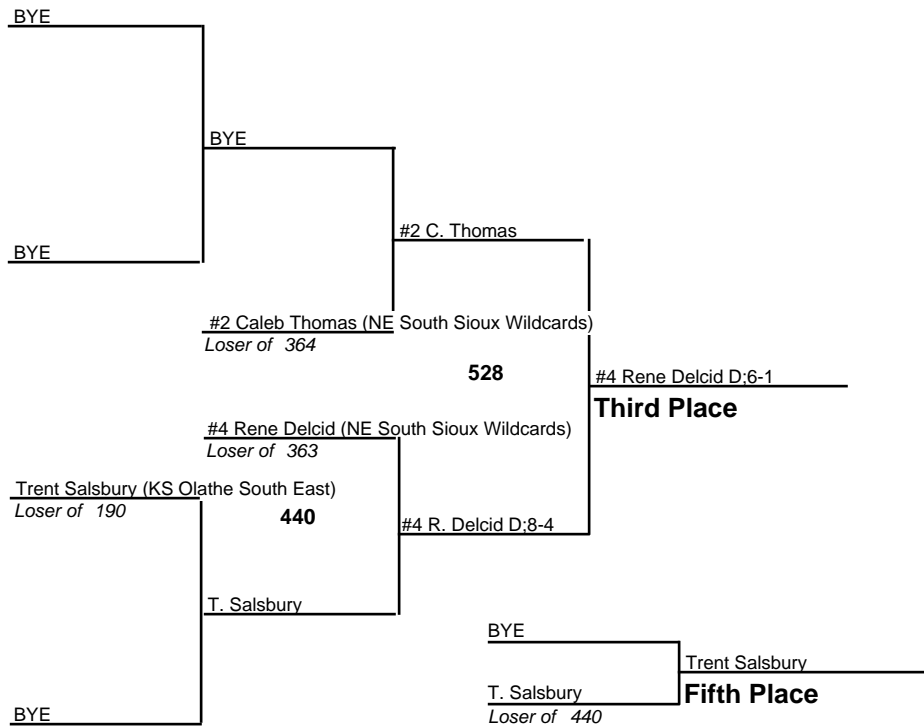 BYE
BYE
BYE
#2 C. Thomas
#2 Caleb Thomas (NE South Sioux Wildcards)
Loser of 364
528
#4 Rene Delcid D;6-1
Third Place
#4 Rene Delcid (NE South Sioux Wildcards)
Loser of 363
Trent Salsbury (KS Olathe South East)
Loser of 190
440
#4 R. Delcid D;8-4
T. Salsbury
BYE
BYE
Trent Salsbury
Fifth Place
T. Salsbury
Loser of 440